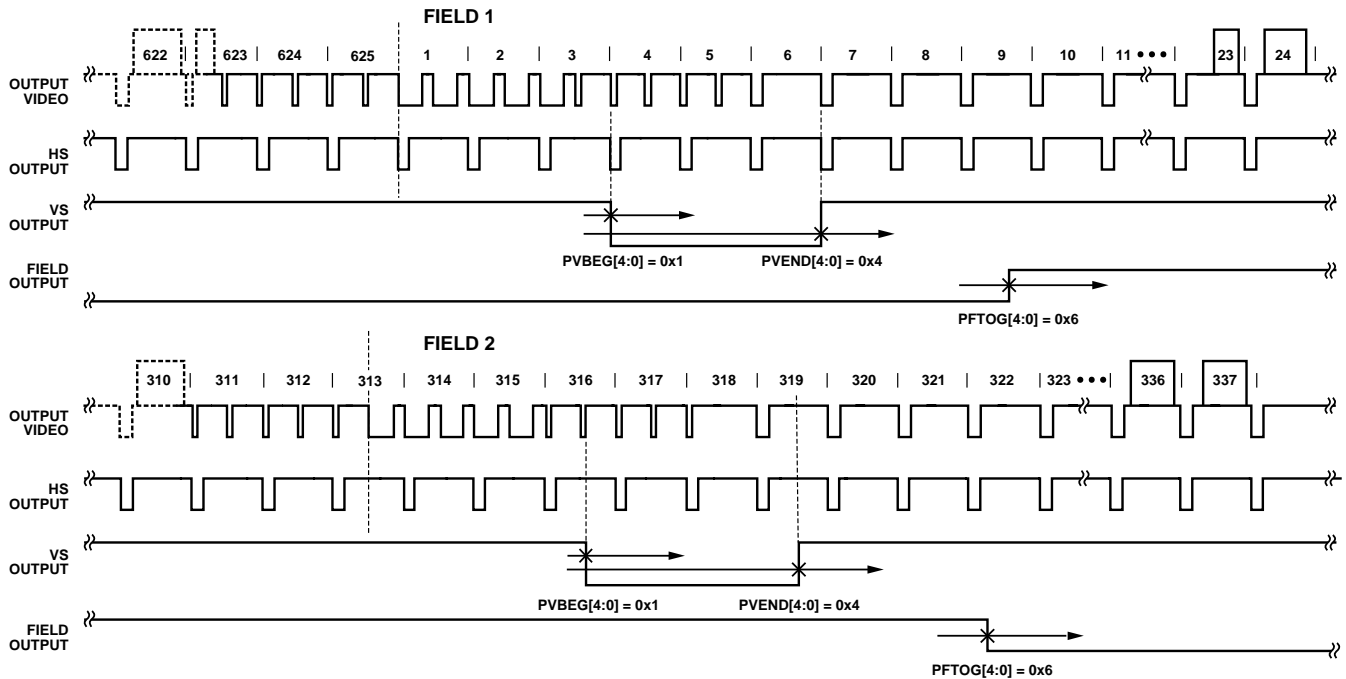 FIELD 1
622 623 624 625 1 2 3 4 5 6 7 8 9 10 11 ••• 23 24
OUTPUT
VIDEO
HS
OUTPUT
VS
OUTPUT
PVBEG[4:0] = 0x1 PVEND[4:0] = 0x4
FIELD
OUTPUT
PFTOG[4:0] = 0x6
FIELD 2
310 311 312 313 314 315 316 317 318 319 320 321 322 323 ••• 336 337
OUTPUT
VIDEO
HS
OUTPUT
VS
OUTPUT
PVBEG[4:0] = 0x1 PVEND[4:0] = 0x4
FIELD
OUTPUT
PFTOG[4:0] = 0x6